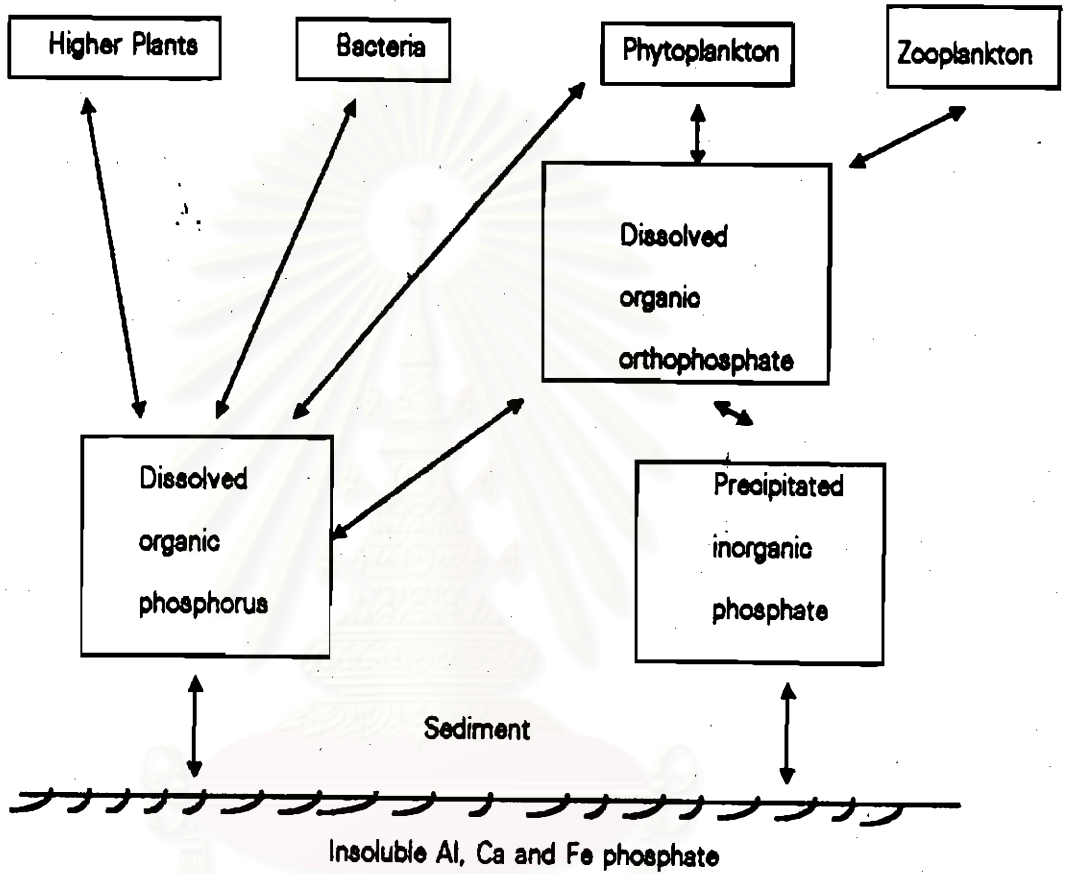 Higher Plants
Bacteria
Phytoplankton
Zooplankton
Dissolved
organic
orthophosphate
Dissolved
organic
phosphorus
Precipitated
inorganic
phosphate
Sediment
Insoluble Al, Ca and Fe phosphate